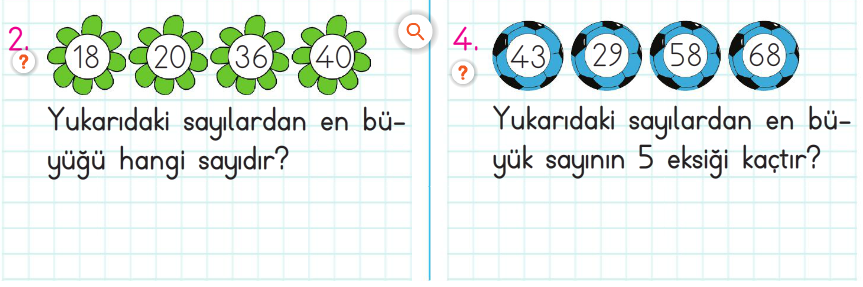 2.
?
18 20 36 40
Yukarıdaki sayılardan en bü-
yüğü hangi sayıdır?
4.
?
43 29 58 68
Yukarıdaki sayılardan en bü-
yük sayının 5 eksiği kaçtır?